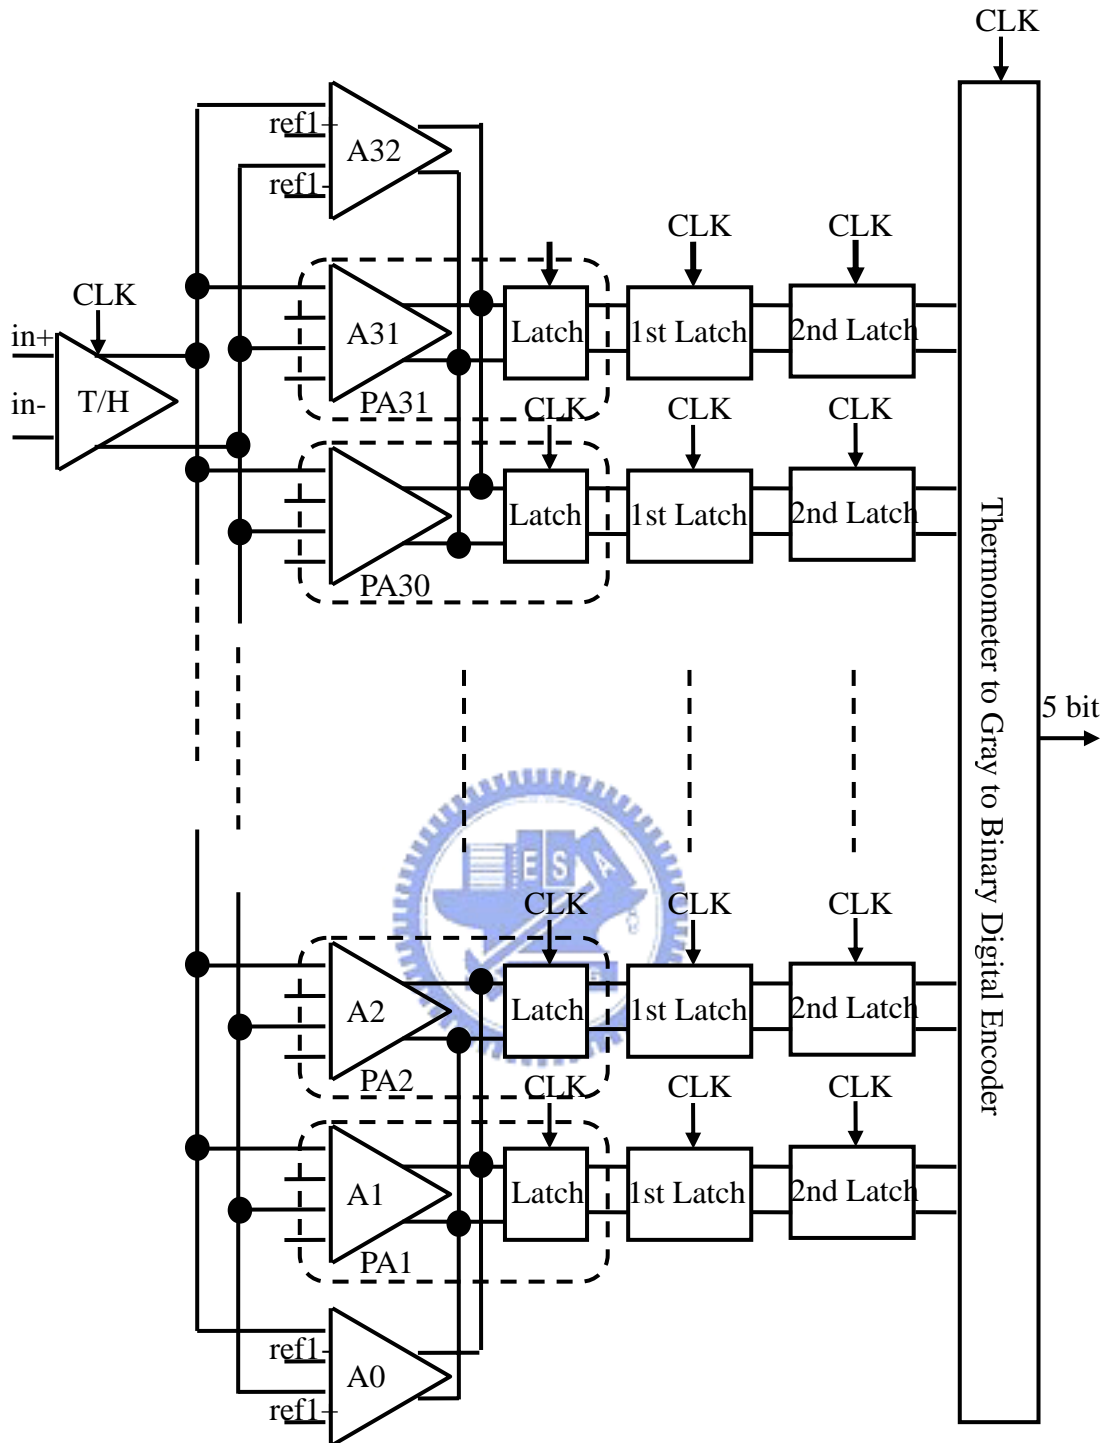 CLK
ref1+
A32
ref1-
CLK
CLK
CLK
in+
A31
Latch
1st Latch
2nd Latch
in-
T/H
PA31
CLK
CLK
CLK
Latch
1st Latch
2nd Latch
PA30
Thermometer to Gray to Binary Digital Encoder
5 bit
ESA
CLK
CLK
CLK
A2
Latch
1st Latch
2nd Latch
PA2
CLK
CLK
CLK
A1
Latch
1st Latch
2nd Latch
PA1
ref1-
A0
ref1+